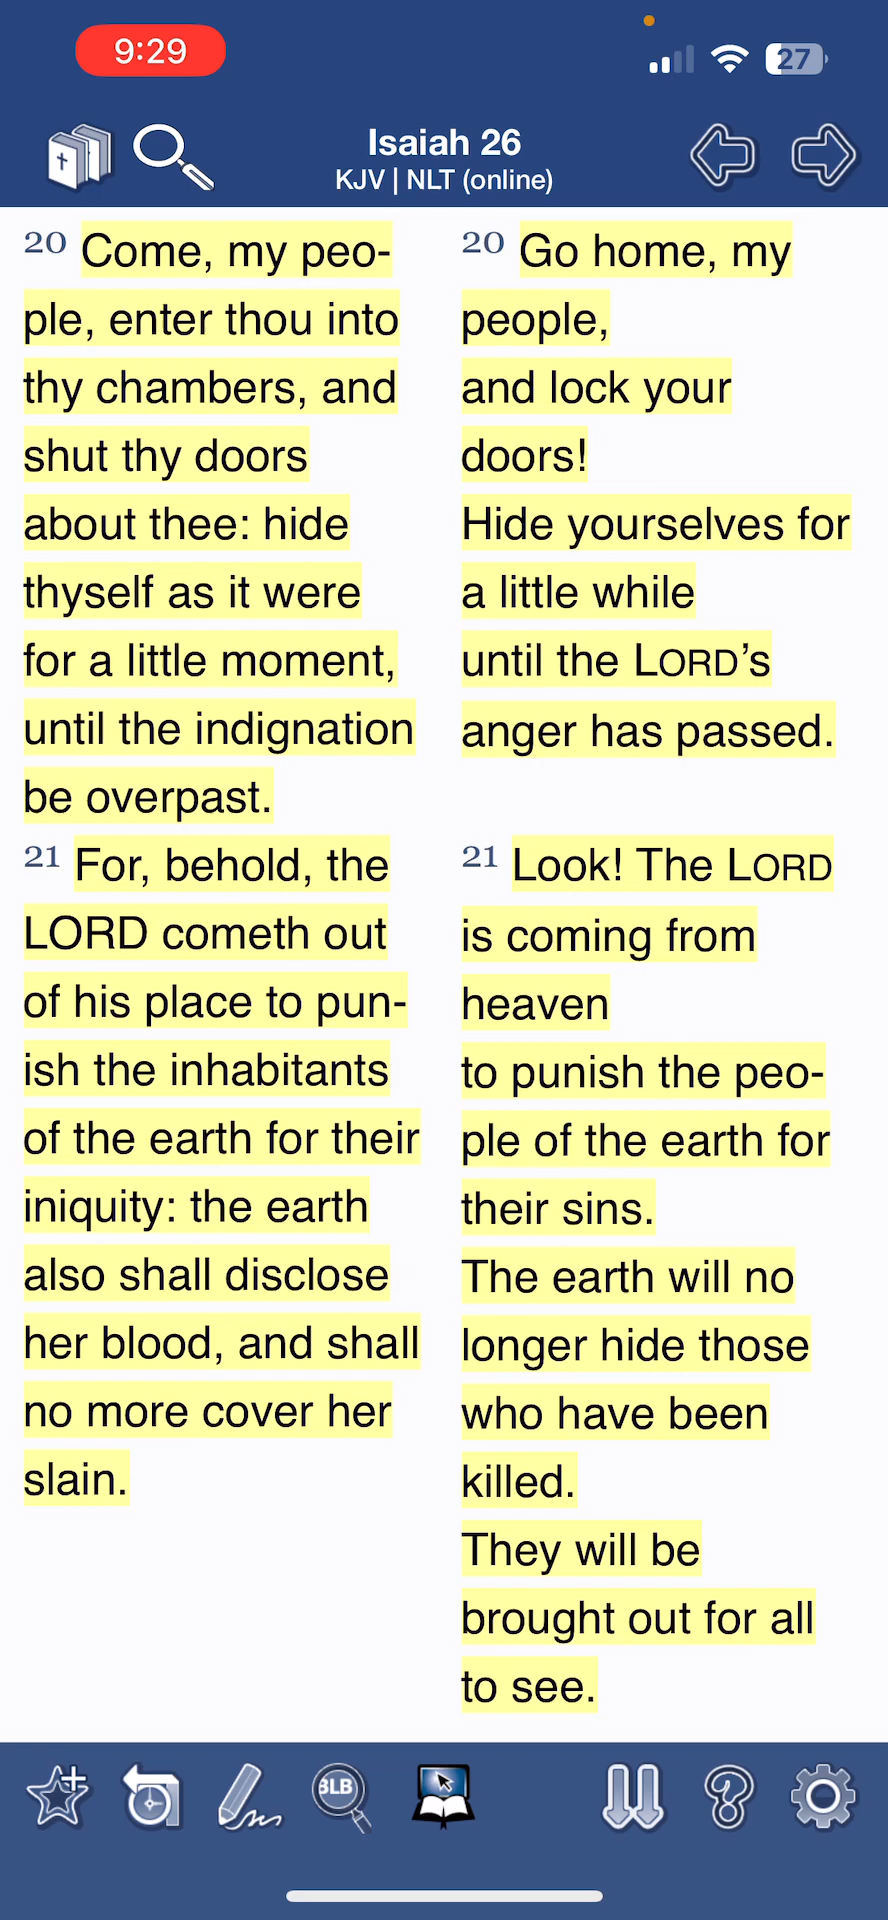 9:29
27
Isaiah 26
KJV | NLT (online)
20 Come, my peo-
ple, enter thou into
thy chambers, and
shut thy doors
about thee: hide
thyself as it were
for a little moment,
until the indignation
be overpast.
21 For, behold, the
LORD cometh out
of his place to pun-
ish the inhabitants
of the earth for their
iniquity: the earth
also shall disclose
her blood, and shall
no more cover her
slain.
20 Go home, my
people,
and lock your
doors!
Hide yourselves for
a little while
until the LORD’s
anger has passed.
21 Look! The LORD
is coming from
heaven
to punish the peo-
ple of the earth for
their sins.
The earth will no
longer hide those
who have been
killed.
They will be
brought out for all
to see.
BLB